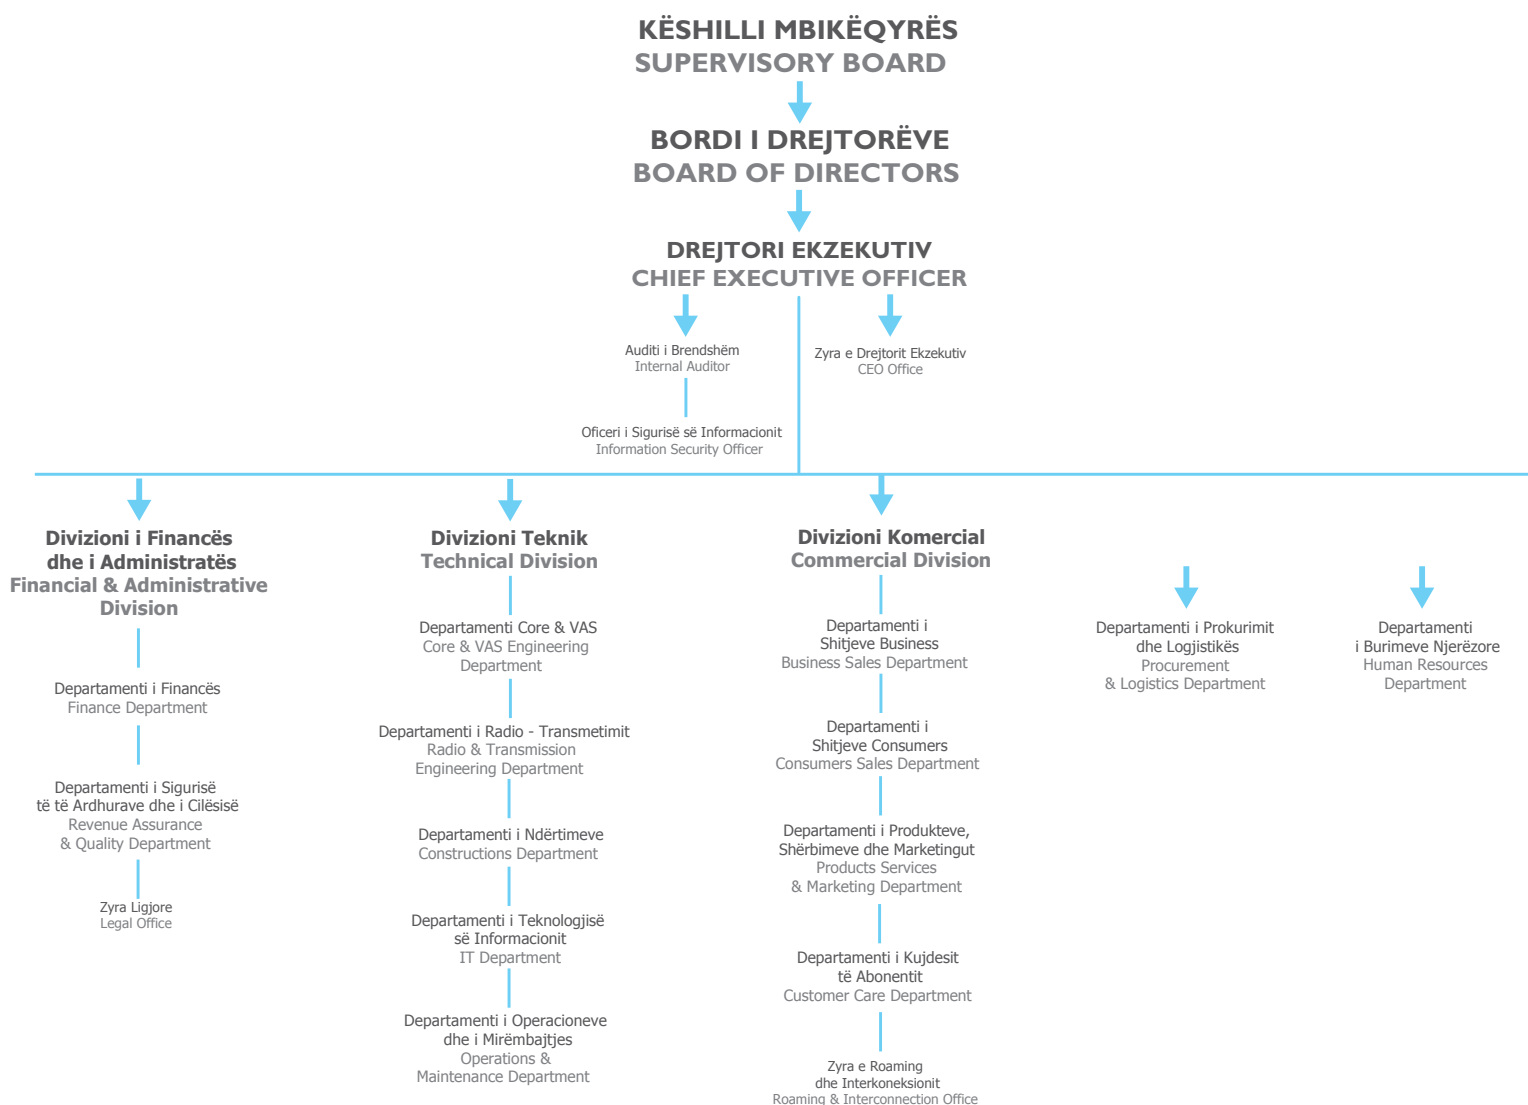 KËSHILLI MBIKËQYRËS
SUPERVISORY BOARD
BORDI I DREJTORËVE
BOARD OF DIRECTORS
DREJTORI EKZEKUTIV
CHIEF EXECUTIVE OFFICER
Auditi i Brendshëm
Internal Auditor
Zyra e Drejtorit Ekzekutiv
CEO Office
Oficeri i Sigurisë së Informacionit
Information Security Officer
Divizioni i Financës
dhe i Administratës
Financial & Administrative
Division
Departamenti i Financës
Finance Department
Departamenti i Sigurisë
të të Ardhurave dhe i Cilësisë
Revenue Assurance
& Quality Department
Zyra Ligjore
Legal Office
Divizioni Teknik
Technical Division
Departamenti Core & VAS
Core & VAS Engineering
Department
Departamenti i Radio - Transmetimit
Radio & Transmission
Engineering Department
Departamenti i Ndërtimeve
Constructions Department
Departamenti i Teknologjisë
së Informacionit
IT Department
Departamenti i Operacioneve
dhe i Mirëmbajtjes
Operations &
Maintenance Department
Divizioni Komercial
Commercial Division
Departamenti i
Shitjeve Business
Business Sales Department
Departamenti i
Shitjeve Consumers
Consumers Sales Department
Departamenti i Produkteve,
Shërbimeve dhe Marketingut
Products Services
& Marketing Department
Departamenti i Kujdesit
të Abonentit
Customer Care Department
Zyra e Roaming
dhe Interkoneksionit
Roaming & Interconnection Office
Departamenti i Prokurimit
dhe Logjistikës
Procurement
& Logistics Department
Departamenti
i Burimeve Njerëzore
Human Resources
Department